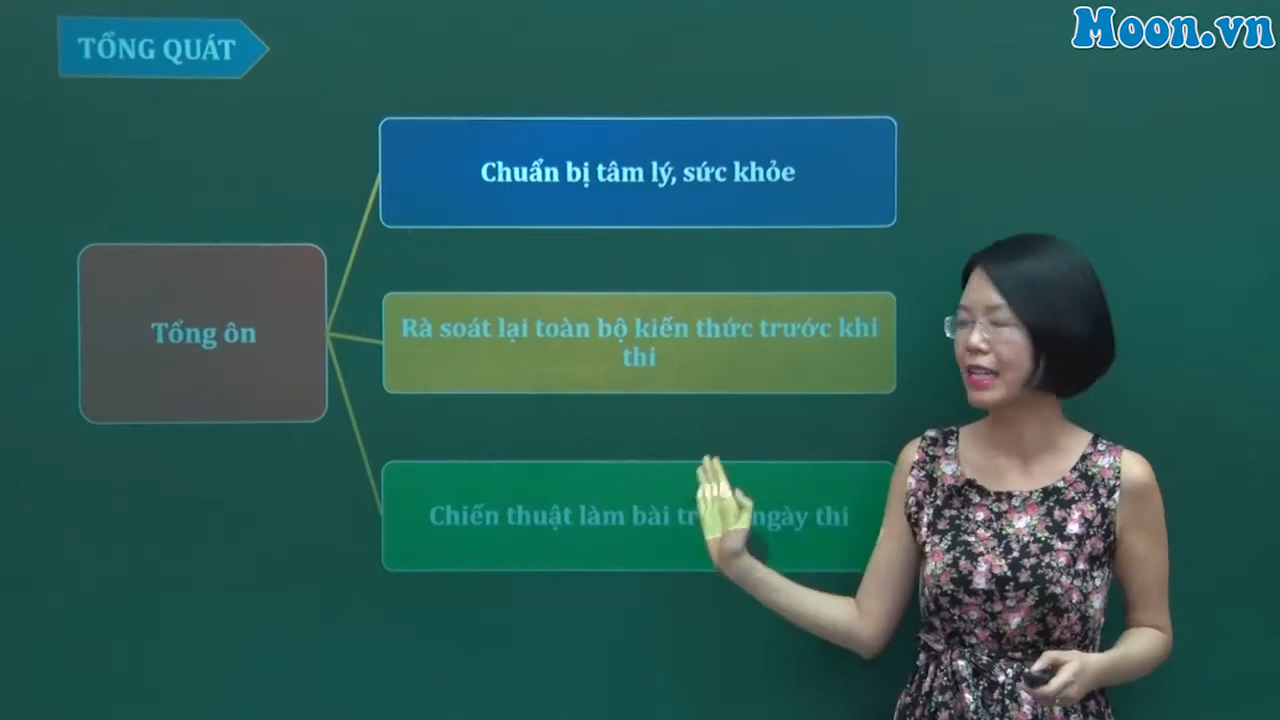 Moon.vn
TỔNG QUÁT
Chuẩn bị tâm lý, sức khỏe
Tổng ôn
Rà soát lại toàn bộ kiến thức trước khi
thi
Chiến thuật làm bài ngày thi